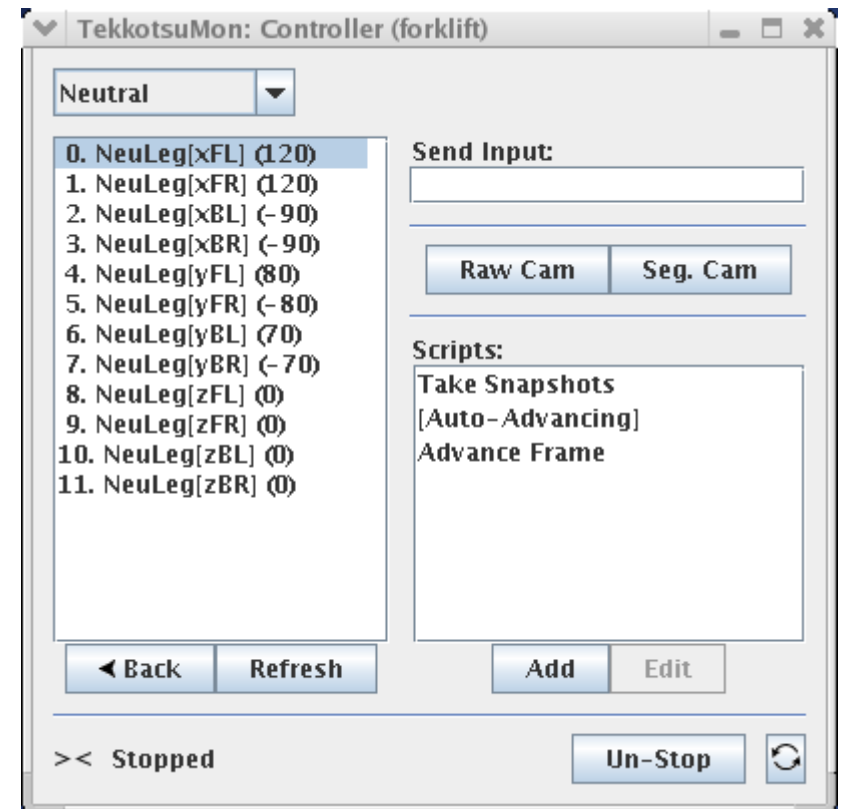 TekkotsuMon: Controller (forklift)
Neutral
0. NeuLeg[xFL] (120)
1. NeuLeg[xFR] (120)
2. NeuLeg[xBL] (-90)
3. NeuLeg[xBR] (-90)
4. NeuLeg[yFL] (80)
5. NeuLeg[yFR] (-80)
6. NeuLeg[yBL] (70)
7. NeuLeg[yBR] (-70)
8. NeuLeg[zFL] (0)
9. NeuLeg[zFR] (0)
10. NeuLeg[zBL] (0)
11. NeuLeg[zBR] (0)
Back Refresh
Send Input:
Raw Cam Seg. Cam
Scripts:
Take Snapshots
[Auto-Advancing]
Advance Frame
Add Edit
>< Stopped
Un-Stop